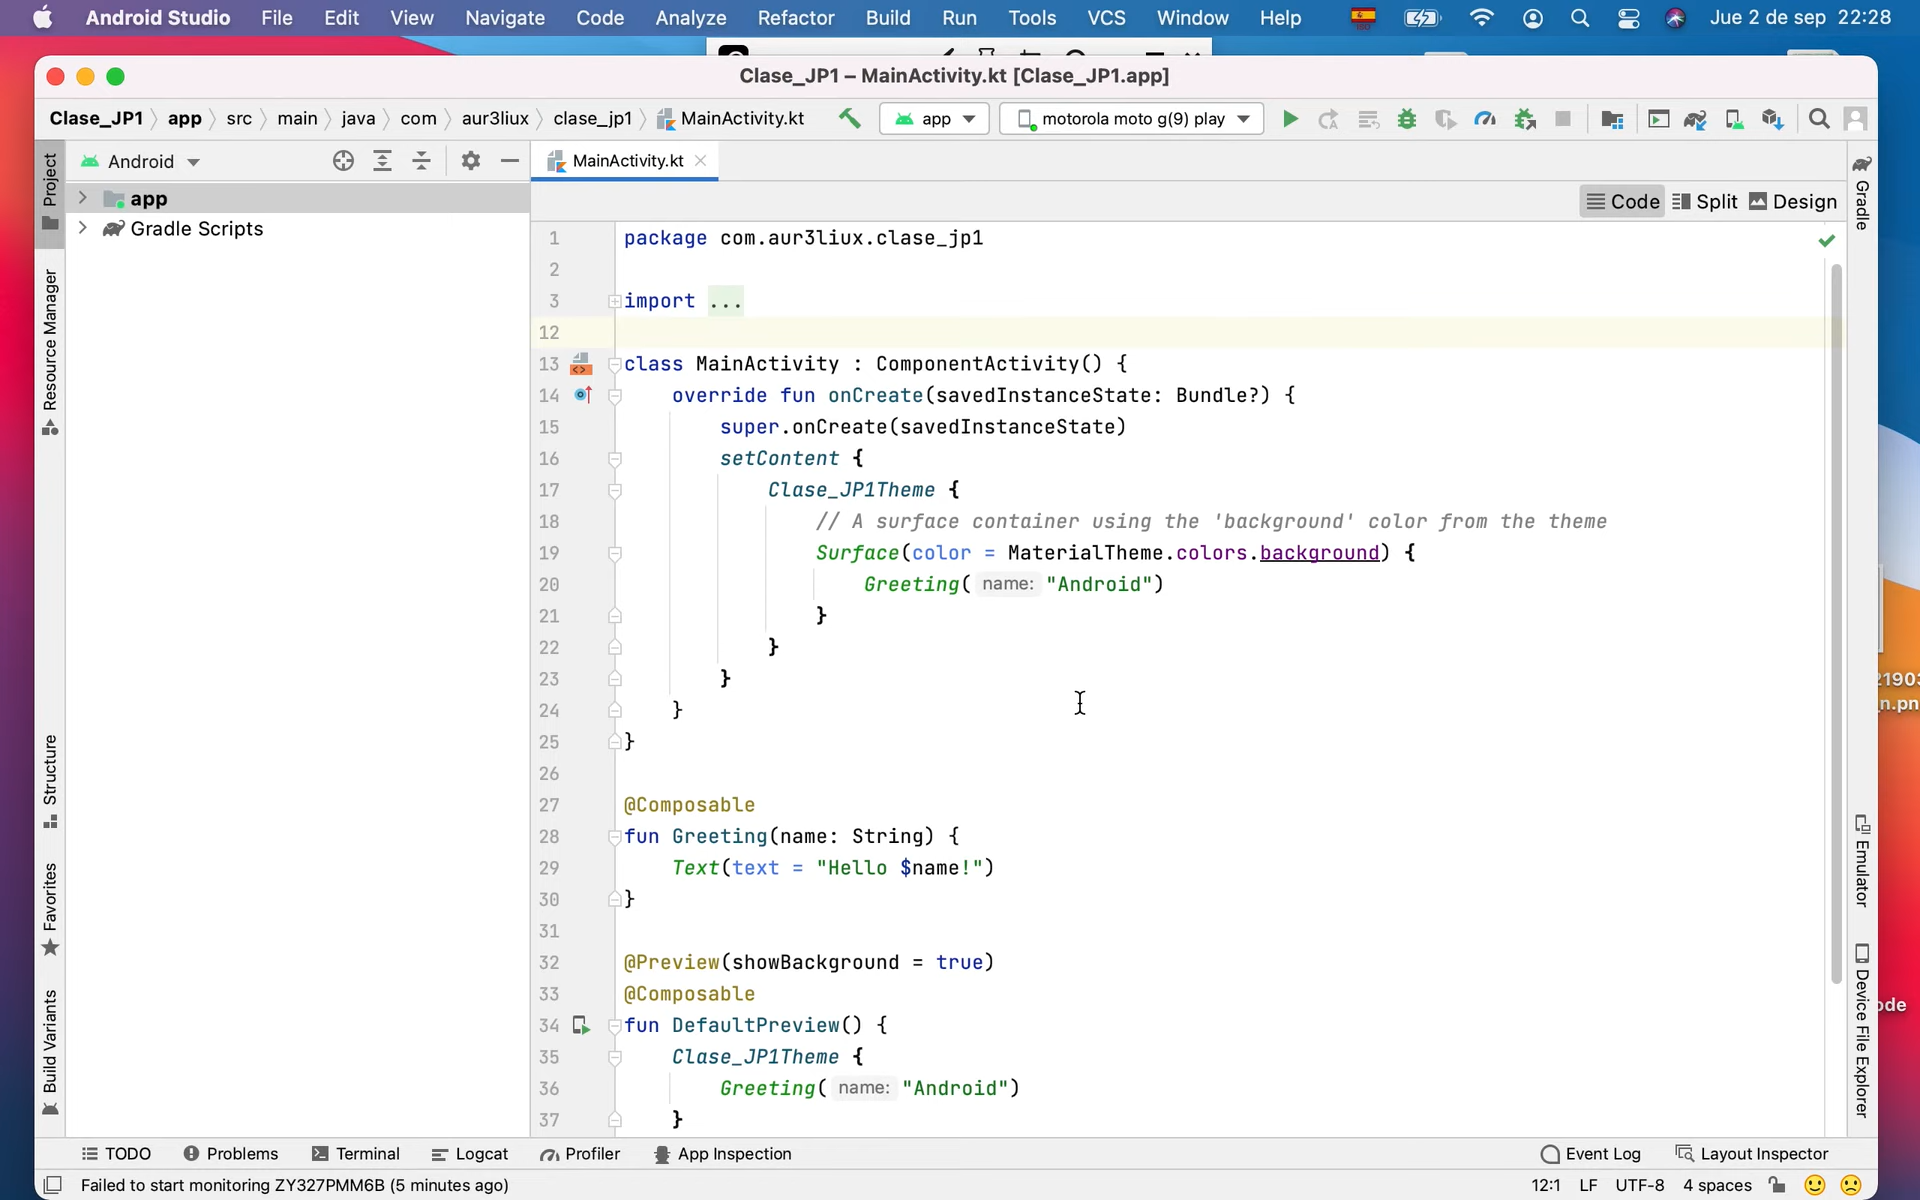 Android Studio File Edit View Navigate Code Analyze Refactor Build Run Tools VCS Window Help Jue 2 de sep 22:28
Clase_JP1 – MainActivity.kt [Clase_JP1.app]
Clase_JP1 app src main java com aur3liux clase_jp1 MainActivity.kt app motorola moto g(9) play
Project
Android
MainActivity.kt
app
Gradle Scripts
Code Split Design
Gradle
Resource Manager
Structure
Favorites
Build Variants
1 package com.aur3liux.clase_jp1
2
3 import ...
12
13 class MainActivity : ComponentActivity() {
14 override fun onCreate(savedInstanceState: Bundle?) {
15 super.onCreate(savedInstanceState)
16 setContent {
17 Clase_JP1Theme {
18 // A surface container using the 'background' color from the theme
19 Surface(color = MaterialTheme.colors.background) {
20 Greeting( name: "Android")
21 }
22 }
23 }
24 }
25 }
26
27 @Composable
28 fun Greeting(name: String) {
29 Text(text = "Hello $name!")
30 }
31
32 @Preview(showBackground = true)
33 @Composable
34 fun DefaultPreview() {
35 Clase_JP1Theme {
36 Greeting( name: "Android")
37 }
Emulator
Device File Explorer
n.png
TODO Problems Terminal Logcat Profiler App Inspection Event Log Layout Inspector
Failed to start monitoring ZY327PMM6B (5 minutes ago) 12:1 LF UTF-8 4 spaces